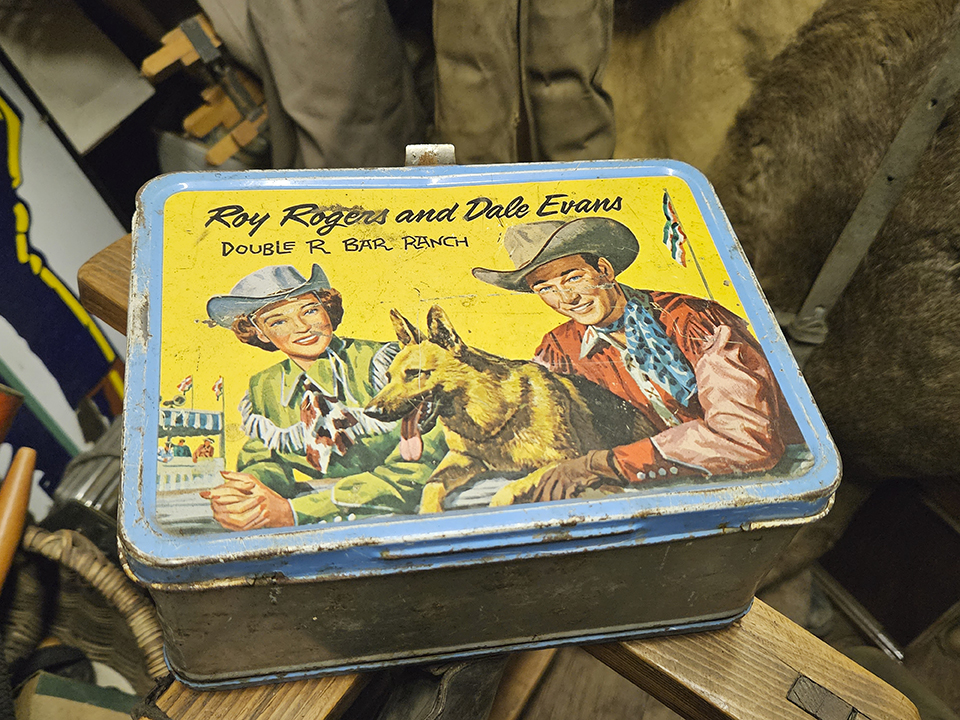 Roy Rogers and Dale Evans
DOUBLE R BAR RANCH